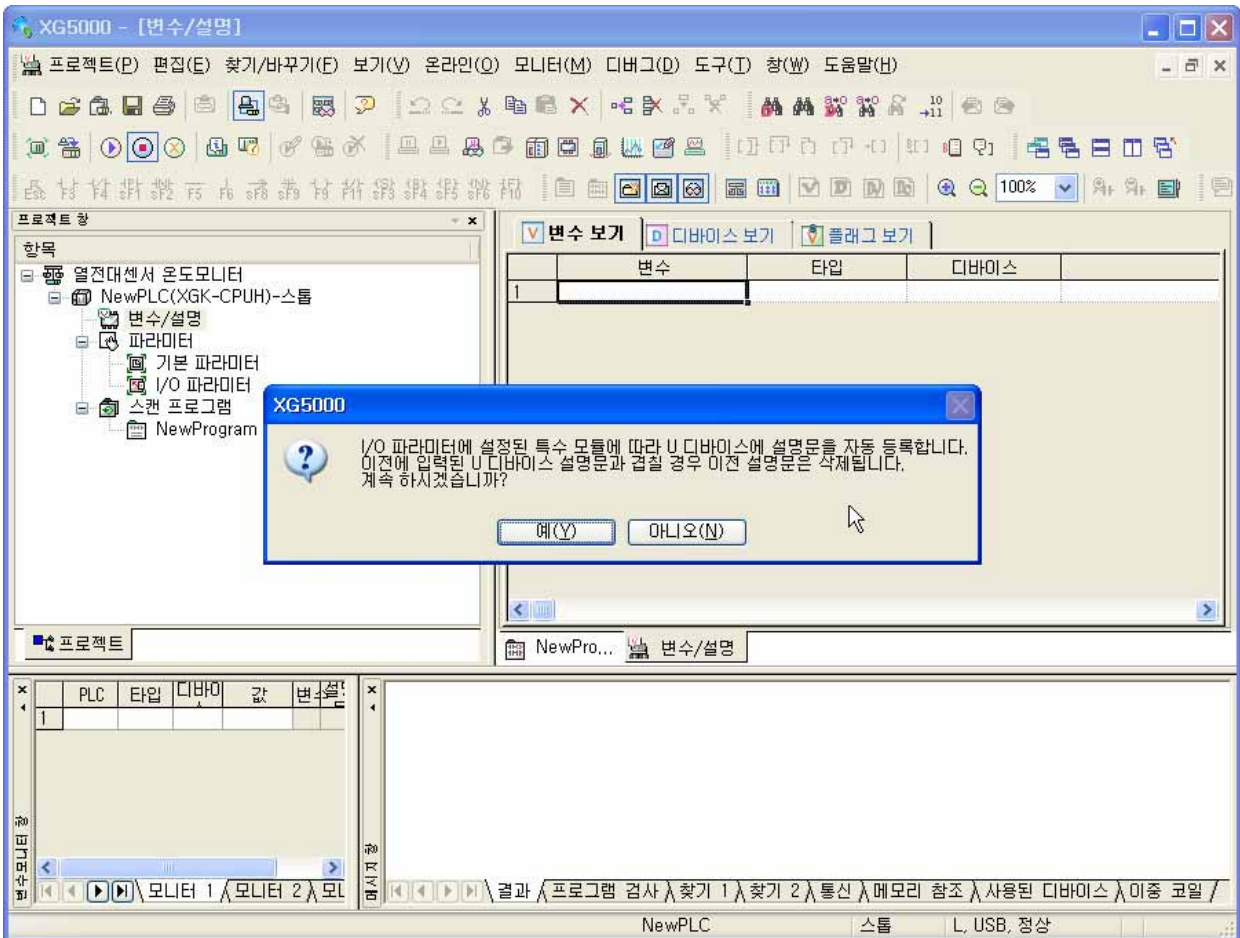 XG5000 - [변수/설명]
프로젝트(P) 편집(E) 찾기/바꾸기(F) 보기(V) 온라인(O) 모니터(M) 디버그(D) 도구(T) 창(W) 도움말(H)
100%
프로젝트 창
항목
열전대센서 온도모니터
NewPLC(XGK-CPUH)-스톱
변수/설명
파라미터
기본 파라미터
I/O 파라미터
스캔 프로그램
NewProgram
프로젝트
변수 보기 디바이스 보기 플래그 보기
변수 타입 디바이스
1
XG5000
I/O 파라미터에 설정된 특수 모듈에 따라 U 디바이스에 설명문을 자동 등록합니다.
이전에 입력된 U 디바이스 설명문과 겹칠 경우 이전 설명문은 삭제됩니다.
계속 하시겠습니까?
예(Y) 아니오(N)
NewPro... 변수/설명
PLC 타입 값
1
모니터 1 모니터 2
결과 프로그램 검사 찾기 1 찾기 2 통신 메모리 참조 사용된 디바이스 이중 코일
NewPLC 스톱 L, USB, 정상